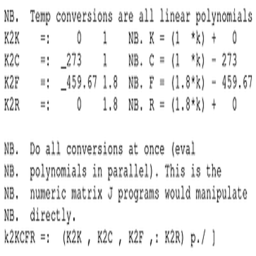 NB.  Temp conversions are all linear polynomials
K2K    =:    0    1    NB. K = (1  *k) +   0
K2C    =: _273    1    NB. C = (1  *k) - 273
K2F    =: _459.67 1.8  NB. F = (1.8*k) - 459.67
K2R    =:    0    1.8  NB. R = (1.8*k) +   0
NB.  Do all conversions at once (eval
NB.  polynomials in parallel). This is the
NB.  numeric matrix J programs would manipulate
NB.  directly.
k2KCFR =:  (K2K , K2C , K2F ,: K2R) p./ ]